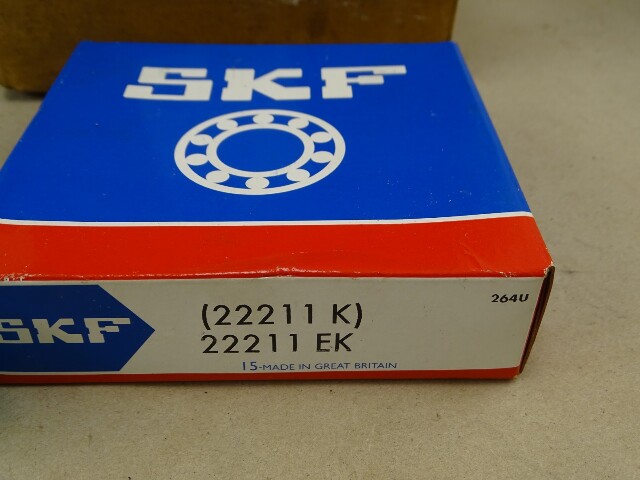 SKF
SKF
(22211 K)
22211 EK
264U
15-MADE IN GREAT BRITAIN